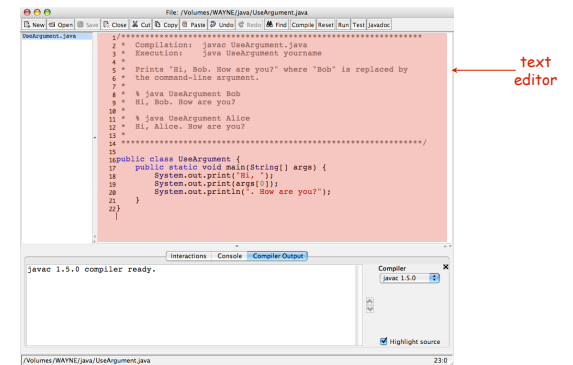 File: /Volumes/WAYNE/java/UseArgument.java
New Open Save Close Cut Copy Paste Undo Redo Find Compile Reset Run Test Javadoc
UseArgument.java
1/******************************************************
2 *  Compilation:  javac UseArgument.java
3 *  Execution:    java UseArgument yourname
4 *
5 *  Prints "Hi, Bob. How are you?" where "Bob" is replaced by
6 *  the command-line argument.
7 *
8 *  % java UseArgument Bob
9 *  Hi, Bob. How are you?
10 *
11 *  % java UseArgument Alice
12 *  Hi, Alice. How are you?
13 *
14 ******************************************************/
15
16public class UseArgument {
17    public static void main(String[] args) {
18        System.out.print("Hi, ");
19        System.out.print(args[0]);
20        System.out.println(". How are you?");
21    }
22}
text
editor
Interactions Console Compiler Output
javac 1.5.0 compiler ready.
Compiler
javac 1.5.0
Highlight source
/Volumes/WAYNE/java/UseArgument.java
23:0